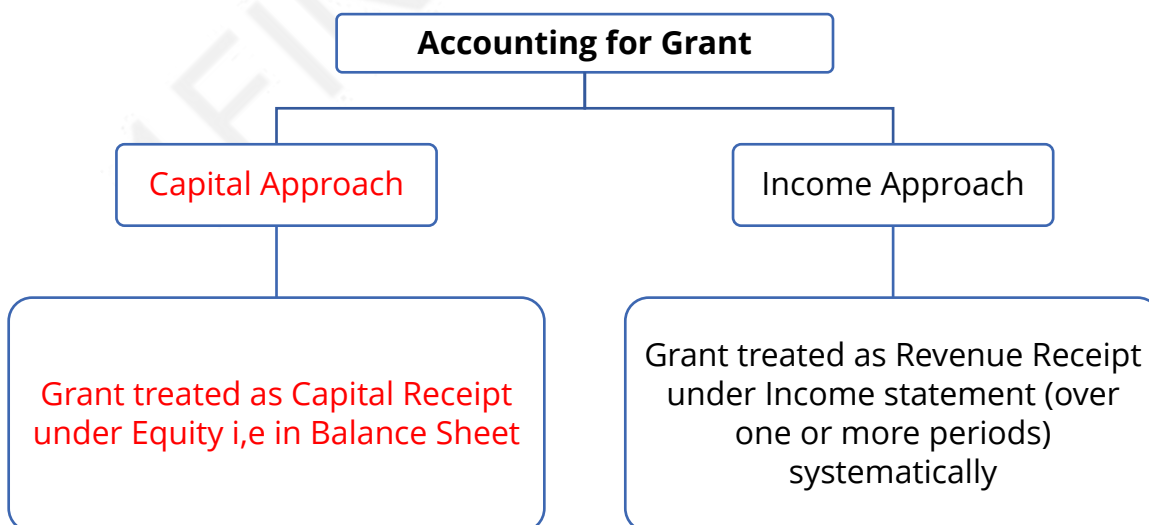 Accounting for Grant
Capital Approach
Income Approach
Grant treated as Capital Receipt
under Equity i,e in Balance Sheet
Grant treated as Revenue Receipt
under Income statement (over
one or more periods)
systematically